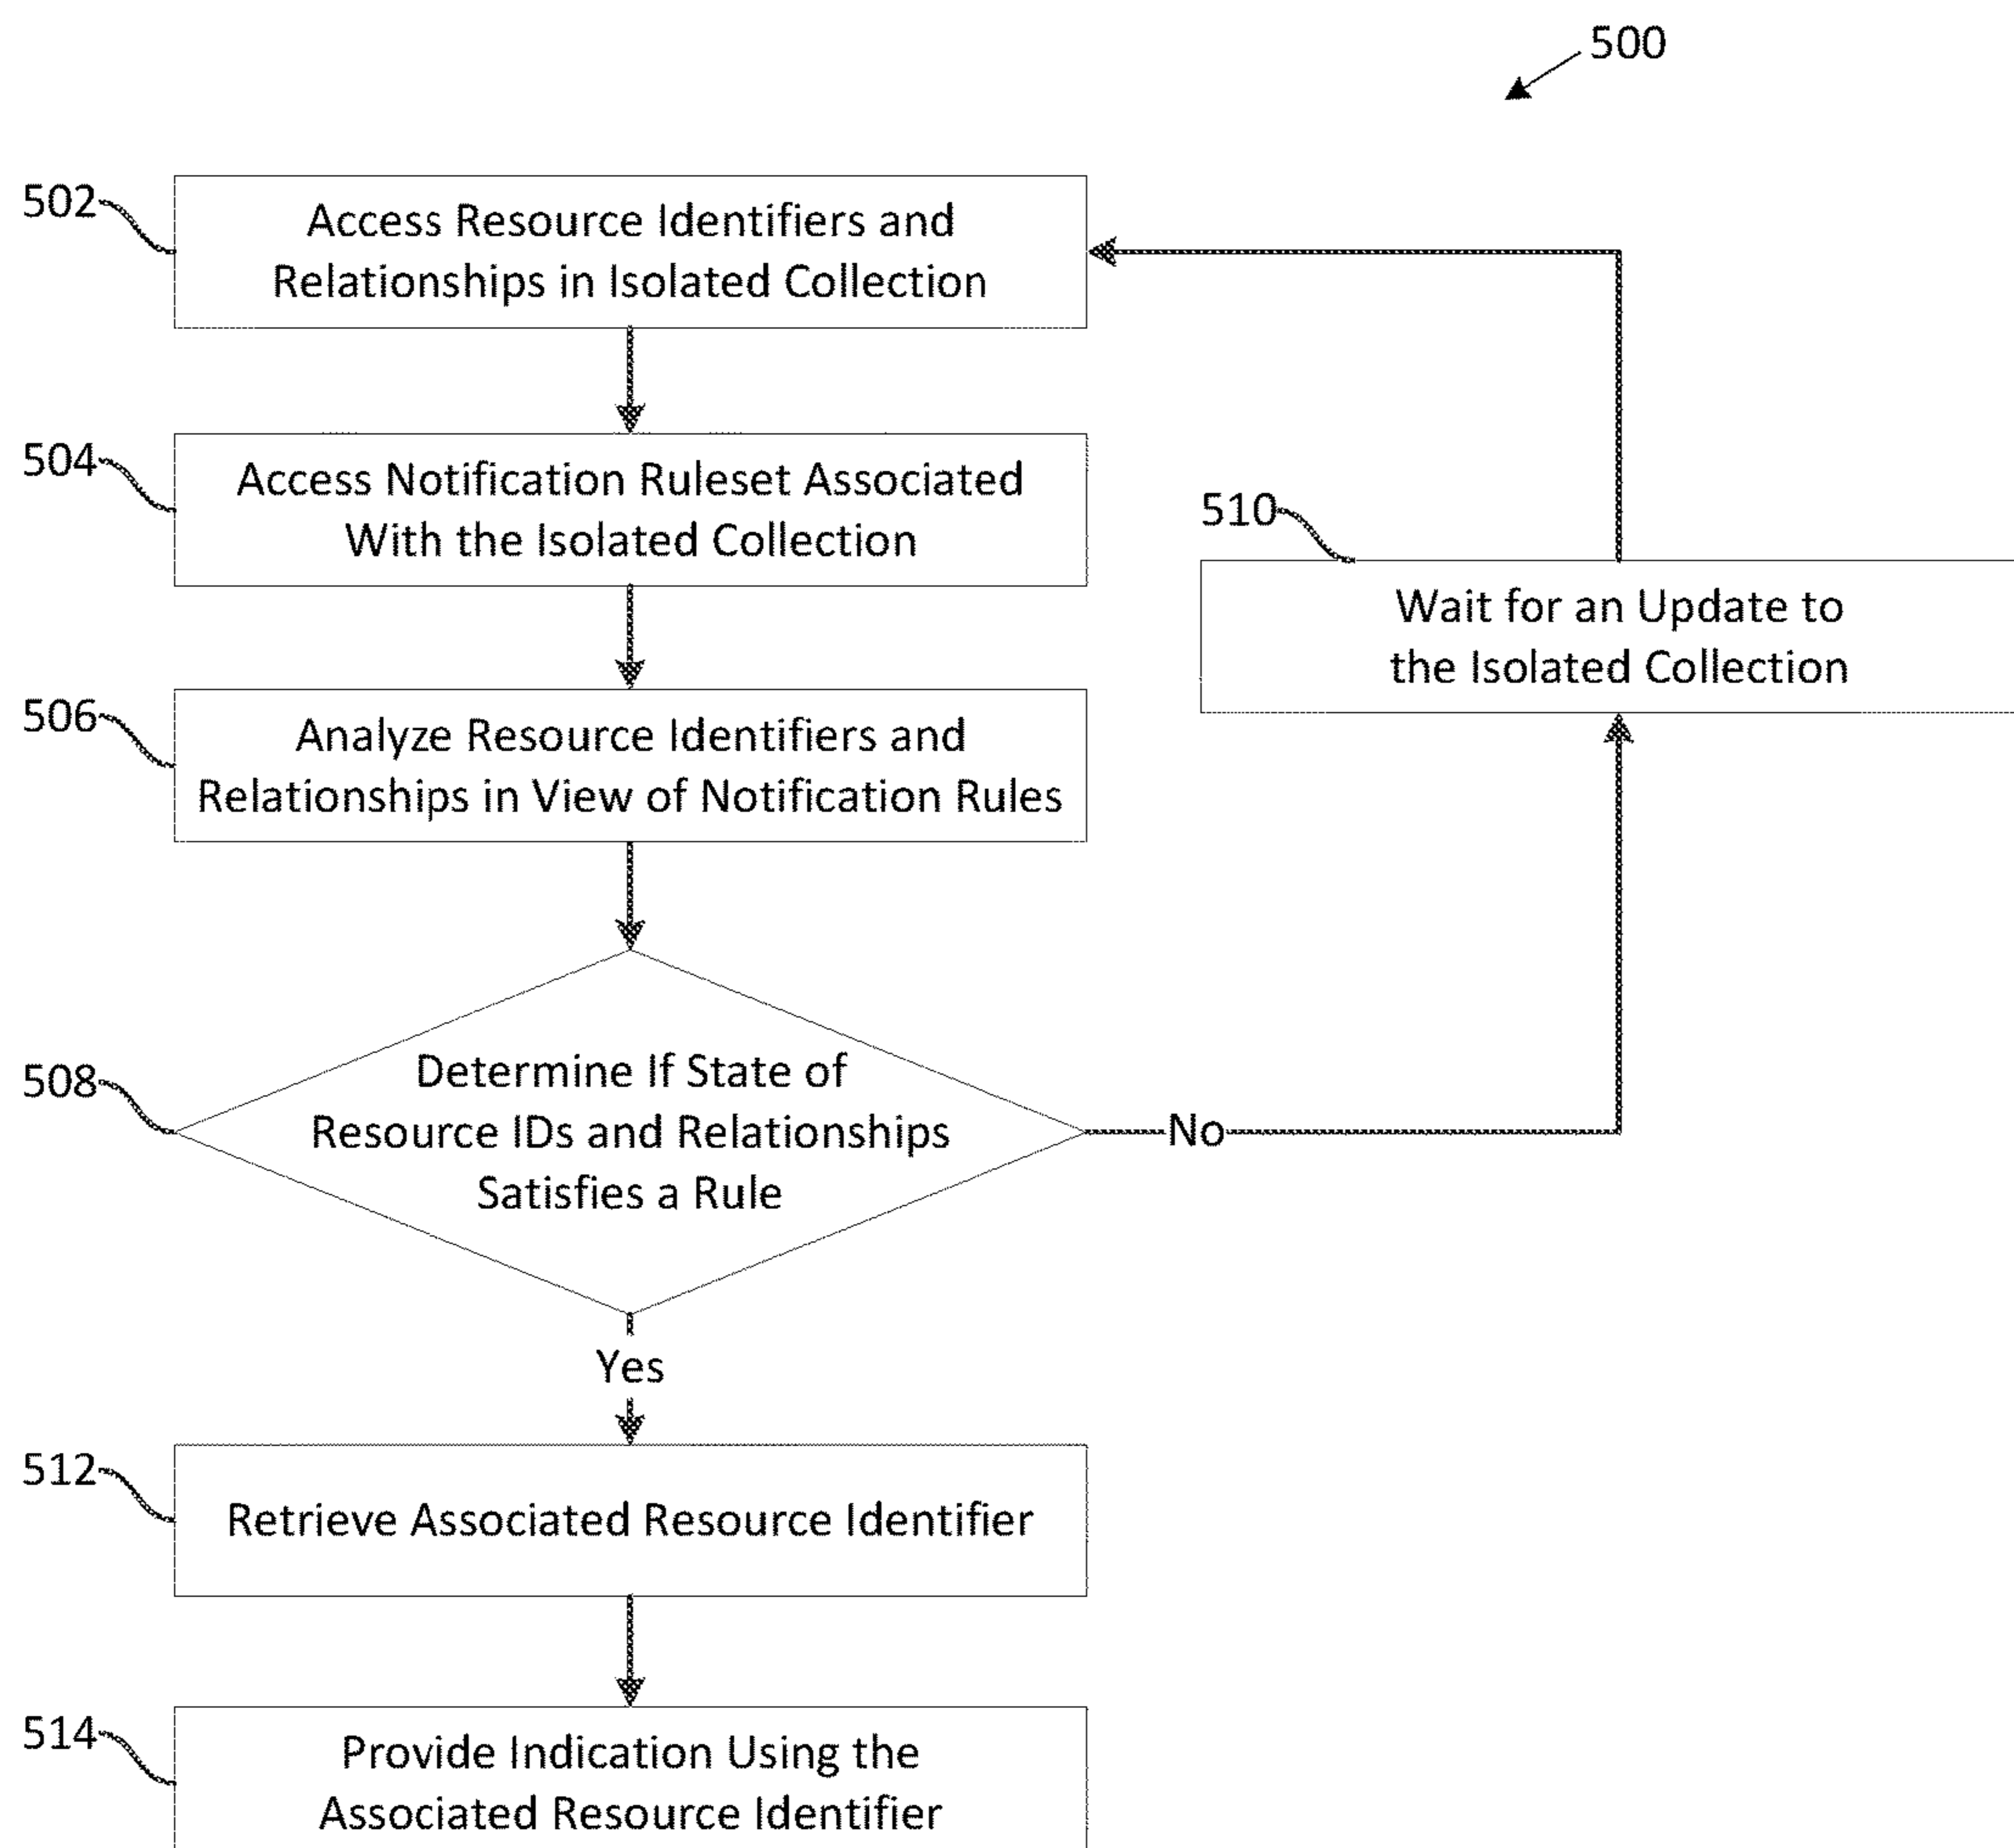 500
502
Access Resource Identifiers and
Relationships in Isolated Collection
504
Access Notification Ruleset Associated
With the Isolated Collection
510
Wait for an Update to
the Isolated Collection
506
Analyze Resource Identifiers and
Relationships in View of Notification Rules
508
Determine If State of
Resource IDs and Relationships
Satisfies a Rule
No
Yes
512
Retrieve Associated Resource Identifier
514
Provide Indication Using the
Associated Resource Identifier